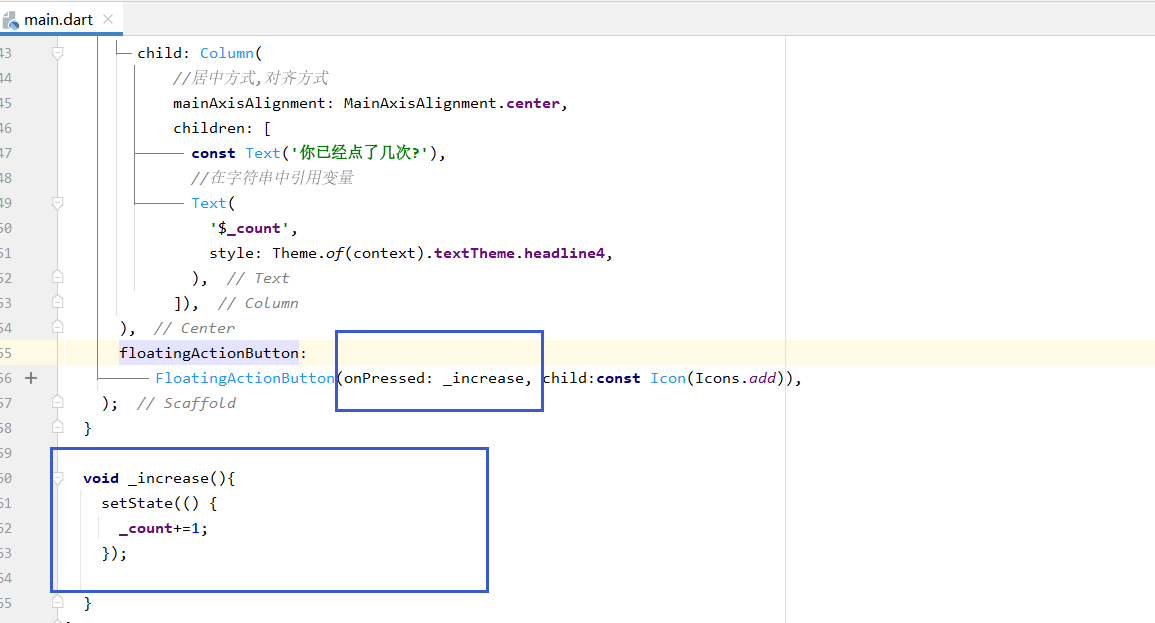 main.dart
43 child: Column(
44 //居中方式,对齐方式
45 mainAxisAlignment: MainAxisAlignment.center,
46 children: [
47 const Text('你已经点了几次?'),
48 //在字符串中引用变量
49 Text(
50 '$_count',
51 style: Theme.of(context).textTheme.headline4,
52 ), // Text
53 ]), // Column
54 ), // Center
55 floatingActionButton:
56 FloatingActionButton(onPressed: _increase, child:const Icon(Icons.add)),
57 ); // Scaffold
58 }
59
60 void _increase(){
61 setState(() {
62 _count+=1;
63 });
64
65 }